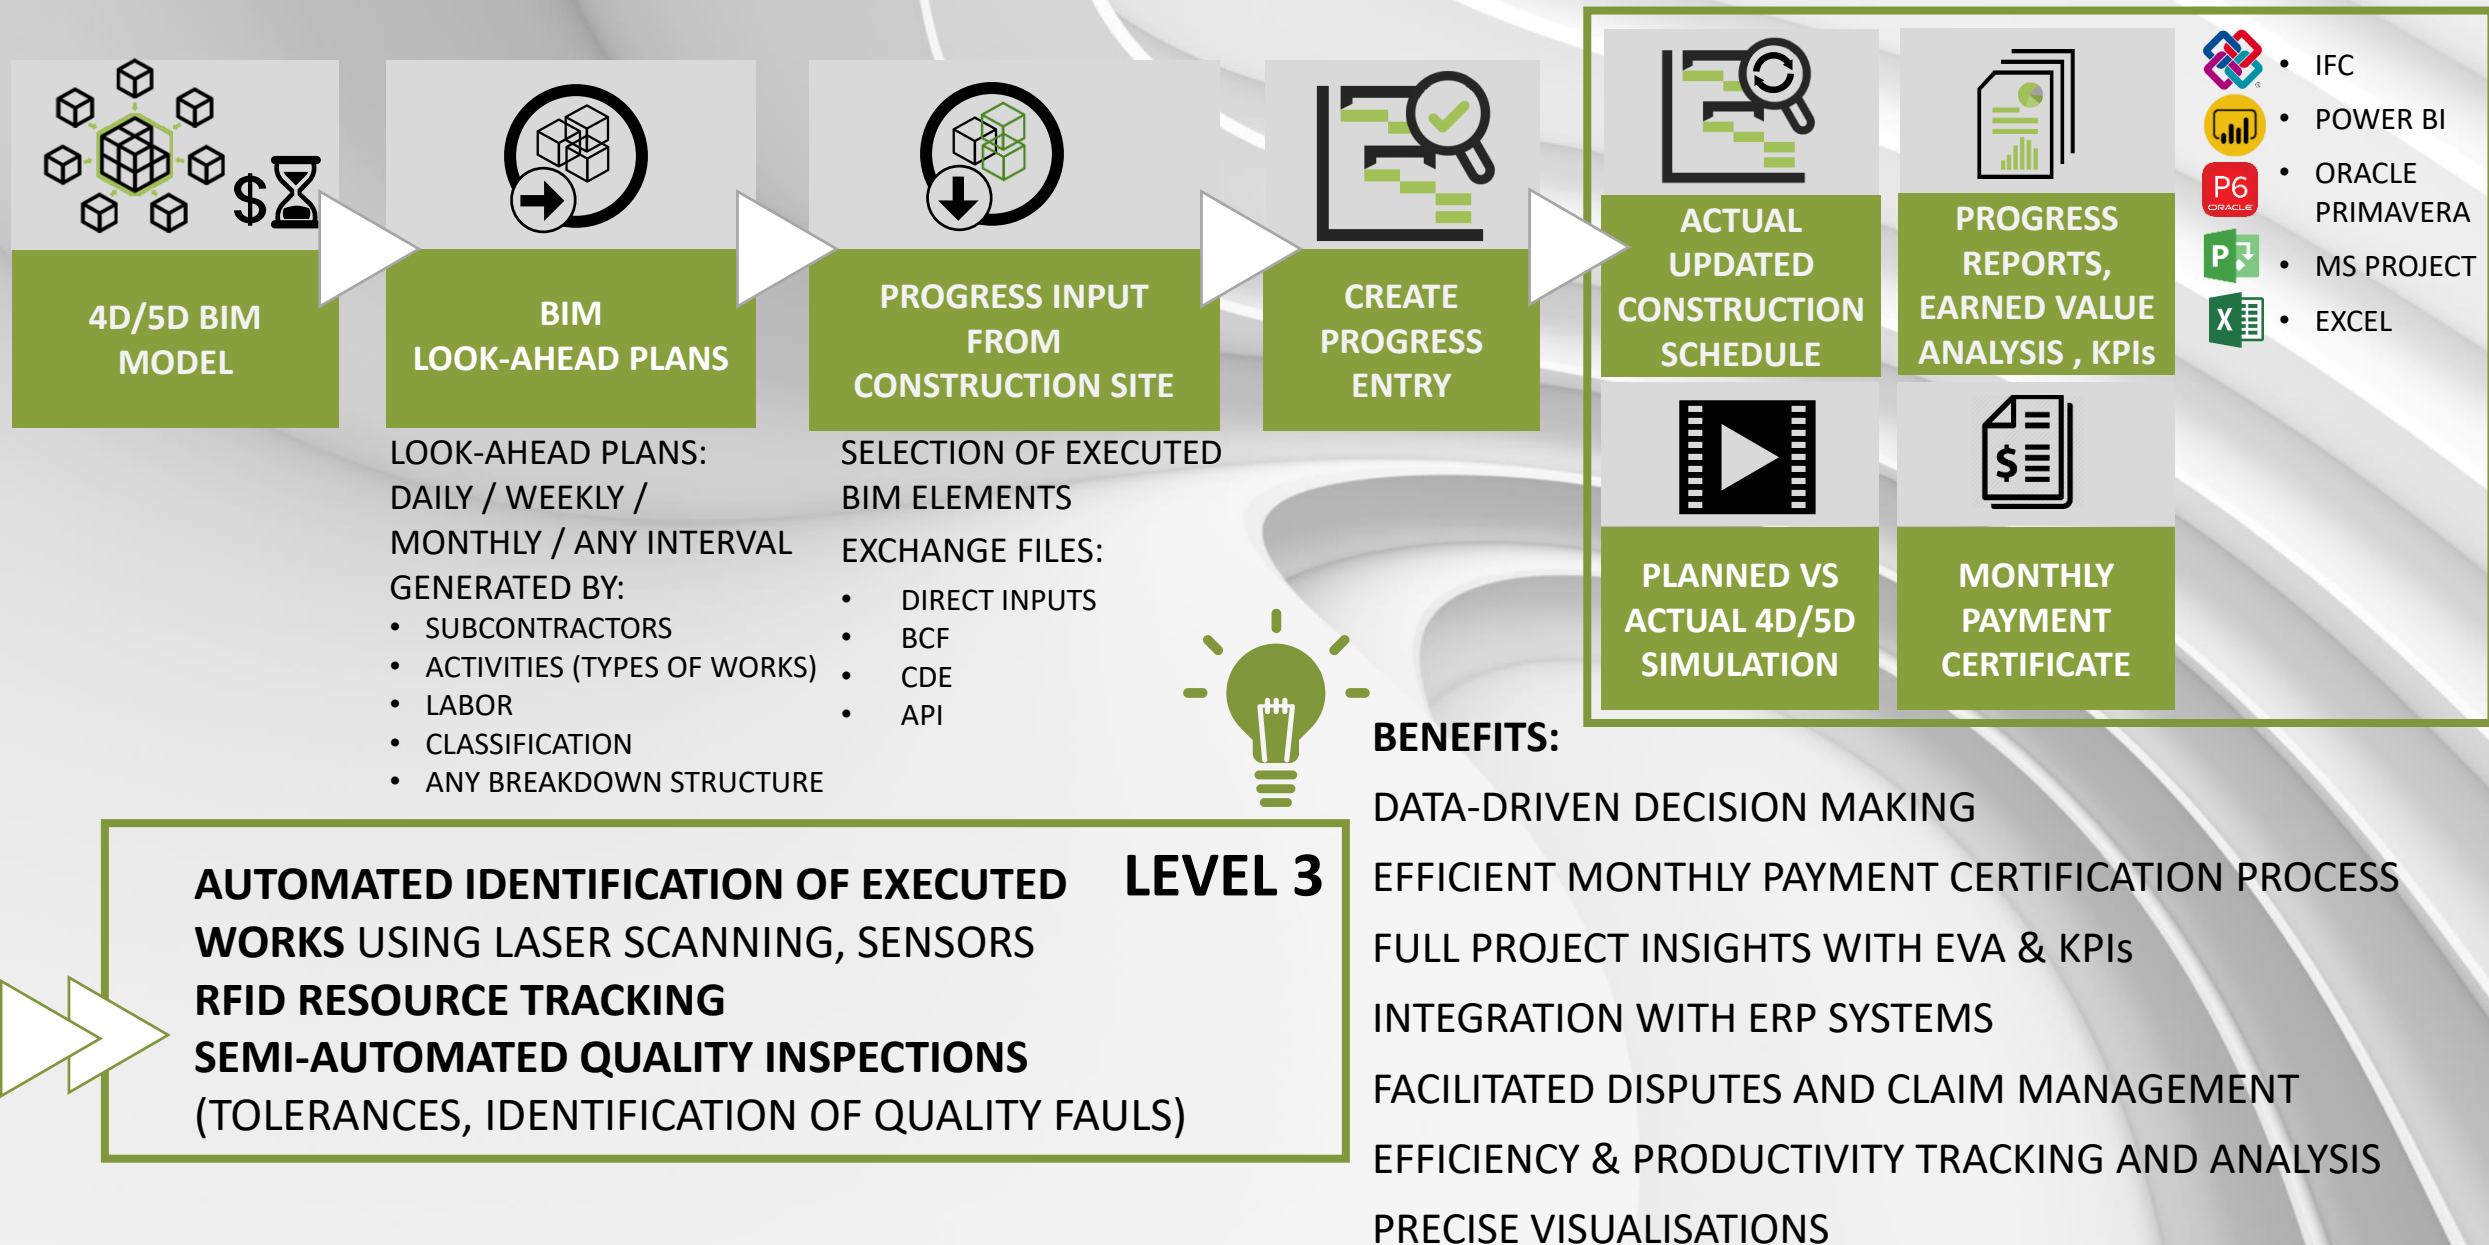 4D/5D BIM
MODEL
BIM
LOOK-AHEAD PLANS
PROGRESS INPUT
FROM
CONSTRUCTION SITE
CREATE
PROGRESS
ENTRY
ACTUAL
UPDATED
CONSTRUCTION
SCHEDULE
PROGRESS
REPORTS,
EARNED VALUE
ANALYSIS , KPIs
PLANNED VS
ACTUAL 4D/5D
SIMULATION
MONTHLY
PAYMENT
CERTIFICATE
• IFC
• POWER BI
P6
ORACLE
• ORACLE
PRIMAVERA
P
• MS PROJECT
X
• EXCEL
$
$
LOOK-AHEAD PLANS:
DAILY / WEEKLY /
MONTHLY / ANY INTERVAL
GENERATED BY:
• SUBCONTRACTORS
• ACTIVITIES (TYPES OF WORKS)
• LABOR
• CLASSIFICATION
• ANY BREAKDOWN STRUCTURE
SELECTION OF EXECUTED
BIM ELEMENTS
EXCHANGE FILES:
• DIRECT INPUTS
• BCF
• CDE
• API
LEVEL 3
AUTOMATED IDENTIFICATION OF EXECUTED
WORKS USING LASER SCANNING, SENSORS
RFID RESOURCE TRACKING
SEMI-AUTOMATED QUALITY INSPECTIONS
(TOLERANCES, IDENTIFICATION OF QUALITY FAULS)
BENEFITS:
DATA-DRIVEN DECISION MAKING
EFFICIENT MONTHLY PAYMENT CERTIFICATION PROCESS
FULL PROJECT INSIGHTS WITH EVA & KPIs
INTEGRATION WITH ERP SYSTEMS
FACILITATED DISPUTES AND CLAIM MANAGEMENT
EFFICIENCY & PRODUCTIVITY TRACKING AND ANALYSIS
PRECISE VISUALISATIONS